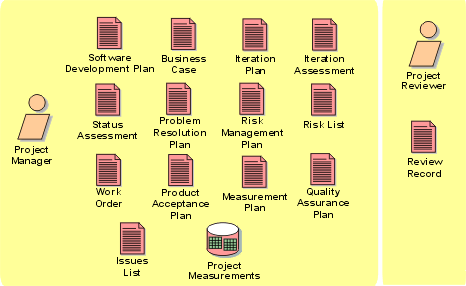 Software
Development Plan
Business
Case
Iteration
Plan
Iteration
Assessment
Project
Reviewer
Project
Manager
Status
Assessment
Problem
Resolution
Plan
Risk
Management
Plan
Risk List
Review
Record
Work
Order
Product
Acceptance
Plan
Measurement
Plan
Quality
Assurance
Plan
Issues
List
Project
Measurements